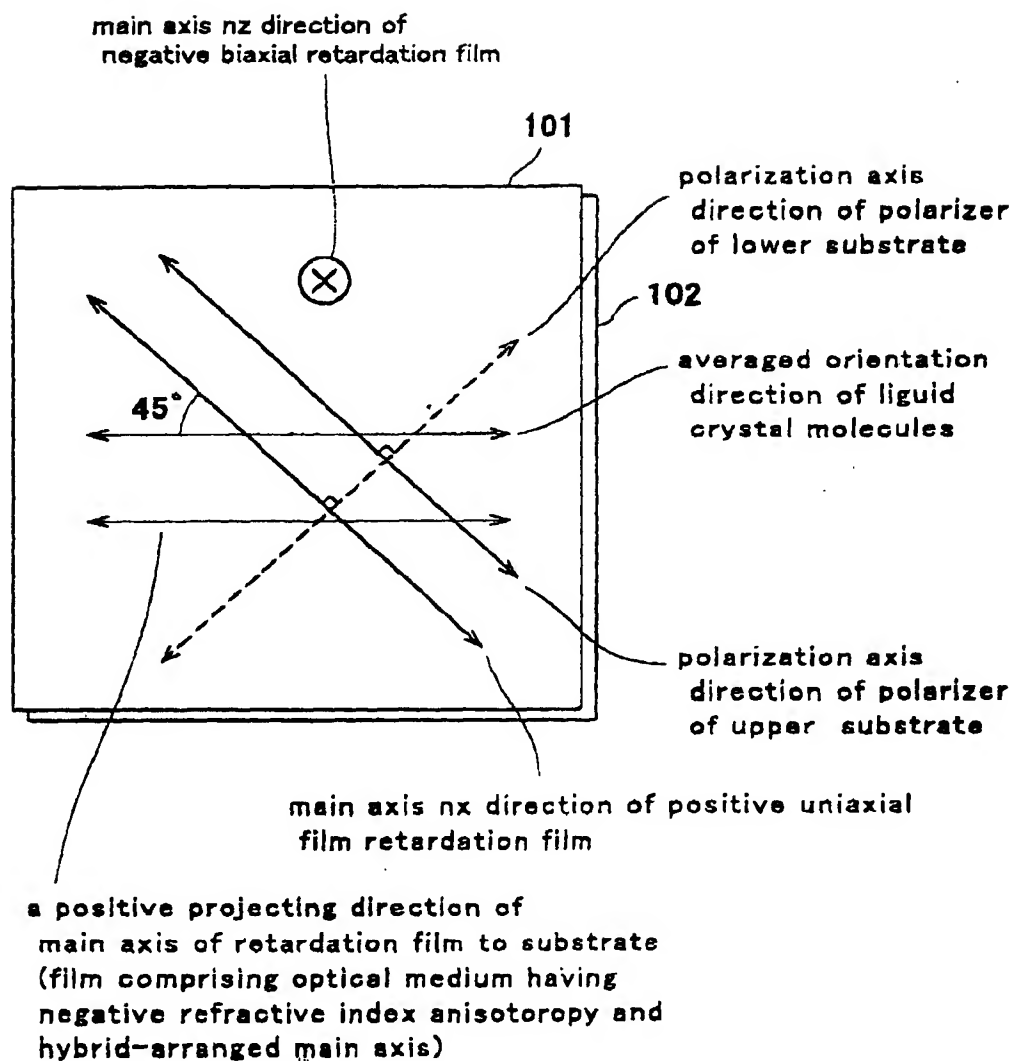 main axis nz direction of
negative biaxial retardation film
101
polarization axis
direction of polarizer
of lower substrate
102
averaged orientation
direction of liguid
crystal molecules
45°
polarization axis
direction of polarizer
of upper substrate
main axis nx direction of positive uniaxial
film retardation film
a positive projecting direction of
main axis of retardation film to substrate
(film comprising optical medium having
negative refractive index anisotoropy and
hybrid-arranged main axis)